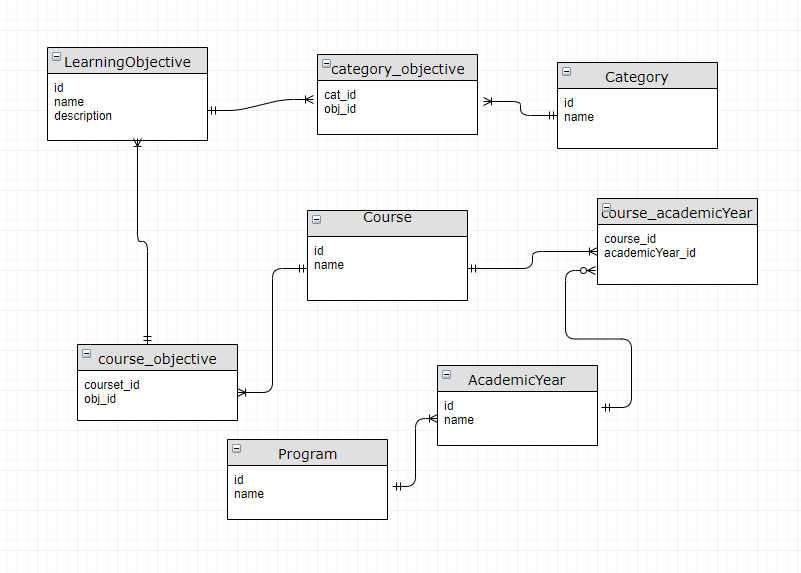 LearningObjective
id
name
description
category_objective
cat_id
obj_id
Category
id
name
Course
id
name
course_academicYear
course_id
academicYear_id
course_objective
courset_id
obj_id
AcademicYear
id
name
Program
id
name